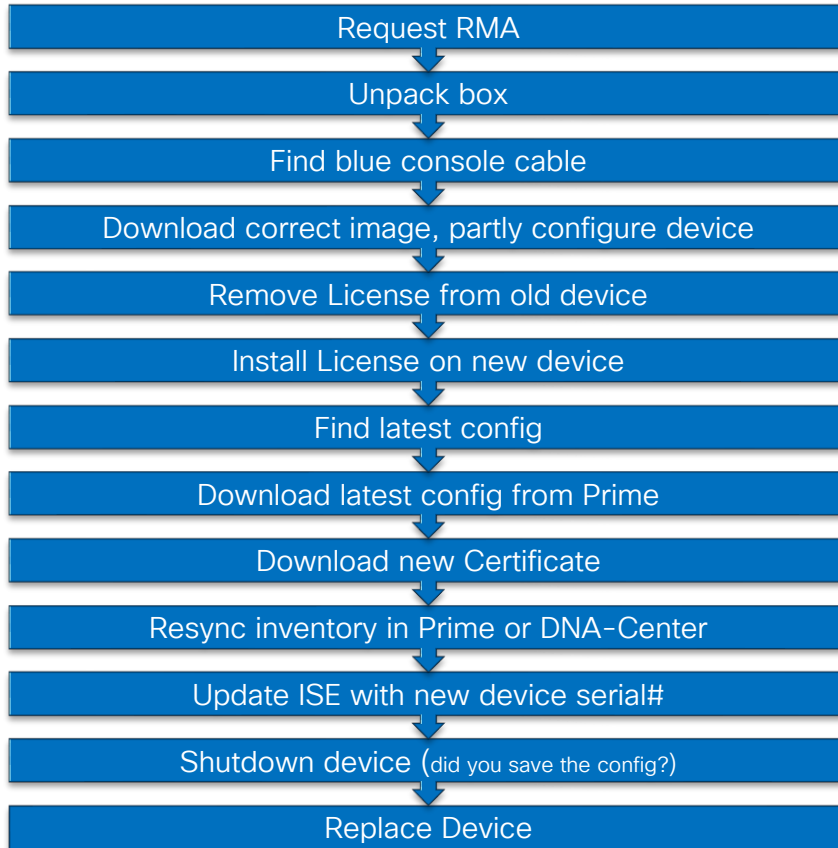 Request RMA
Unpack box
Find blue console cable
Download correct image, partly configure device
Remove License from old device
Install License on new device
Find latest config
Download latest config from Prime
Download new Certificate
Resync inventory in Prime or DNA-Center
Update ISE with new device serial#
Shutdown device (did you save the config?)
Replace Device